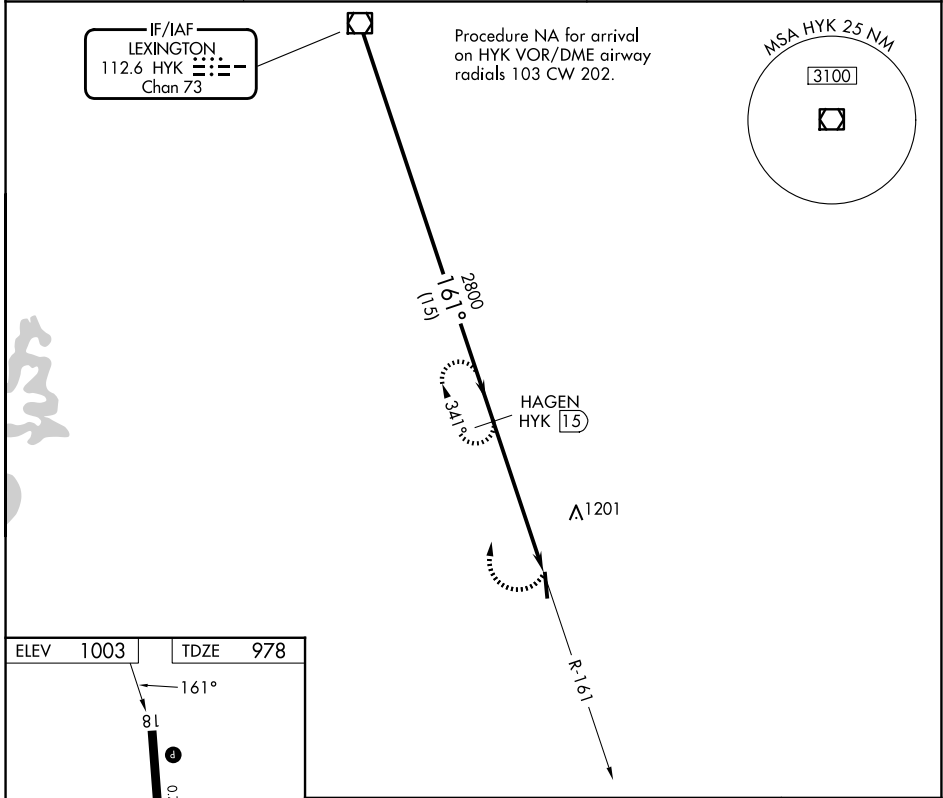 IF/IAF
LEXINGTON
112.6 HYK
Chan 73
Procedure NA for arrival
on HYK VOR/DME airway
radials 103 CW 202.
MSA HYK 25 NM
3100
2800
161°
(15)
341°
HAGEN
HYK 15
1201
R-161
ELEV 1003
TDZE 978
161°
18
P